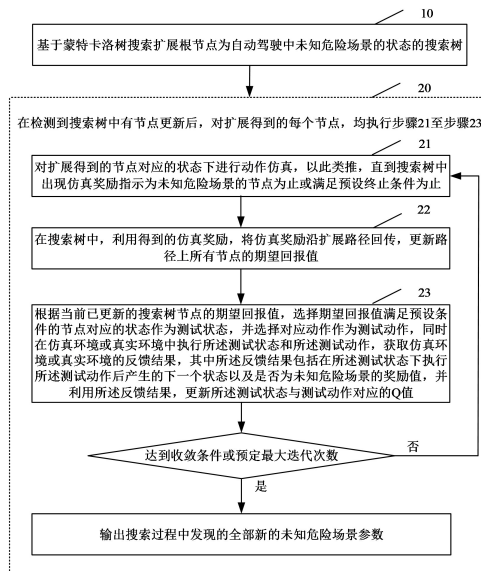 10
基于蒙特卡洛树搜索扩展根节点为自动驾驶中未知危险场景的状态的搜索树
20
在检测到搜索树中有节点更新后，对扩展得到的每个节点，均执行步骤21至步骤23
21
对扩展得到的节点对应的状态下进行动作仿真，以此类推，直到搜索树中
出现仿真奖励指示为未知危险场景的节点为止或满足预设终止条件为止
22
在搜索树中，利用得到的仿真奖励，将仿真奖励沿扩展路径回传，更新路
径上所有节点的期望回报值
23
根据当前已更新的搜索树节点的期望回报值，选择期望回报值满足预设条
件的节点对应的状态作为测试状态，并选择对应动作作为测试动作，同时
在仿真环境或真实环境中执行所述测试状态和所述测试动作，获取仿真环
境或真实环境的反馈结果，其中所述反馈结果包括在所述测试状态下执行
所述测试动作后产生的下一个状态以及是否为未知危险场景的奖励值，并
利用所述反馈结果，更新所述测试状态与测试动作对应的Q值
达到收敛条件或预定最大迭代次数
否
是
输出搜索过程中发现的全部新的未知危险场景参数